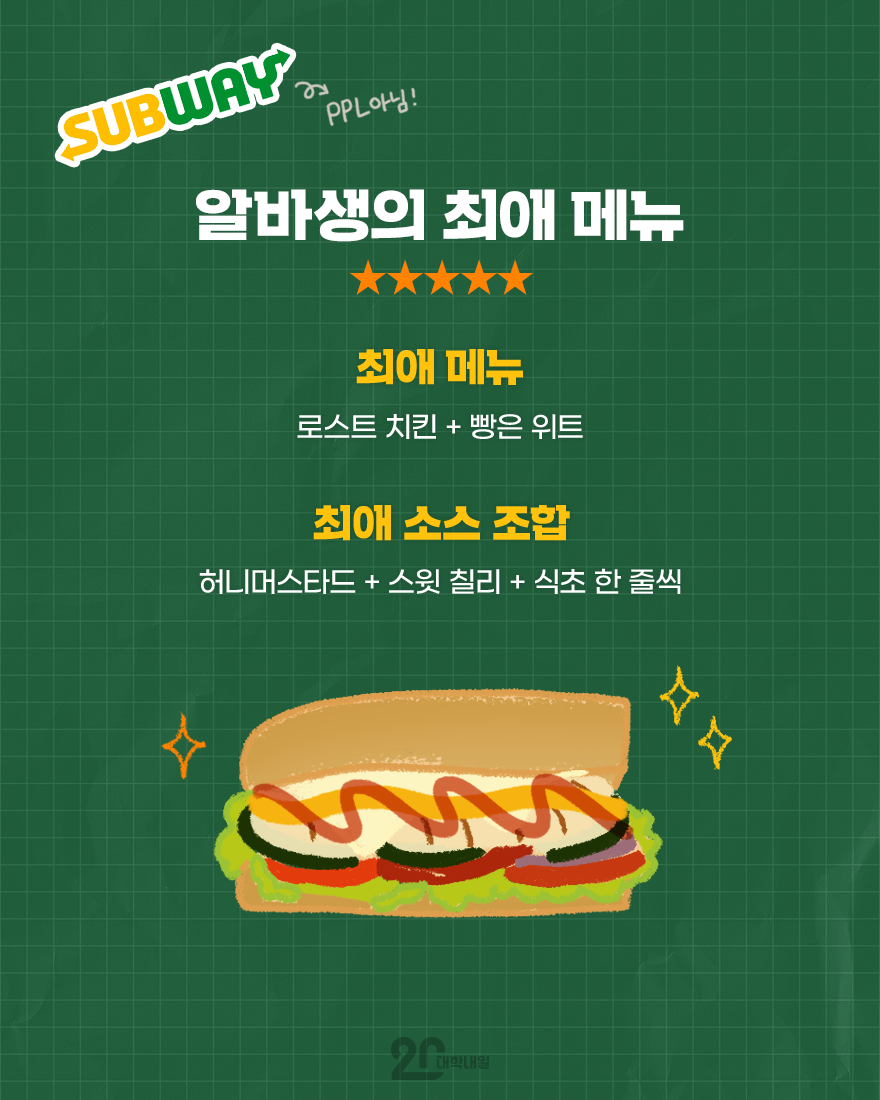 SUBWAY
PPL아님!
알바생의 최애 메뉴
★★★★★
최애 메뉴
로스트 치킨 + 빵은 위트
최애 소스 조합
허니머스타드 + 스윗 칠리 + 식초 한 줄씩
20 대학내일